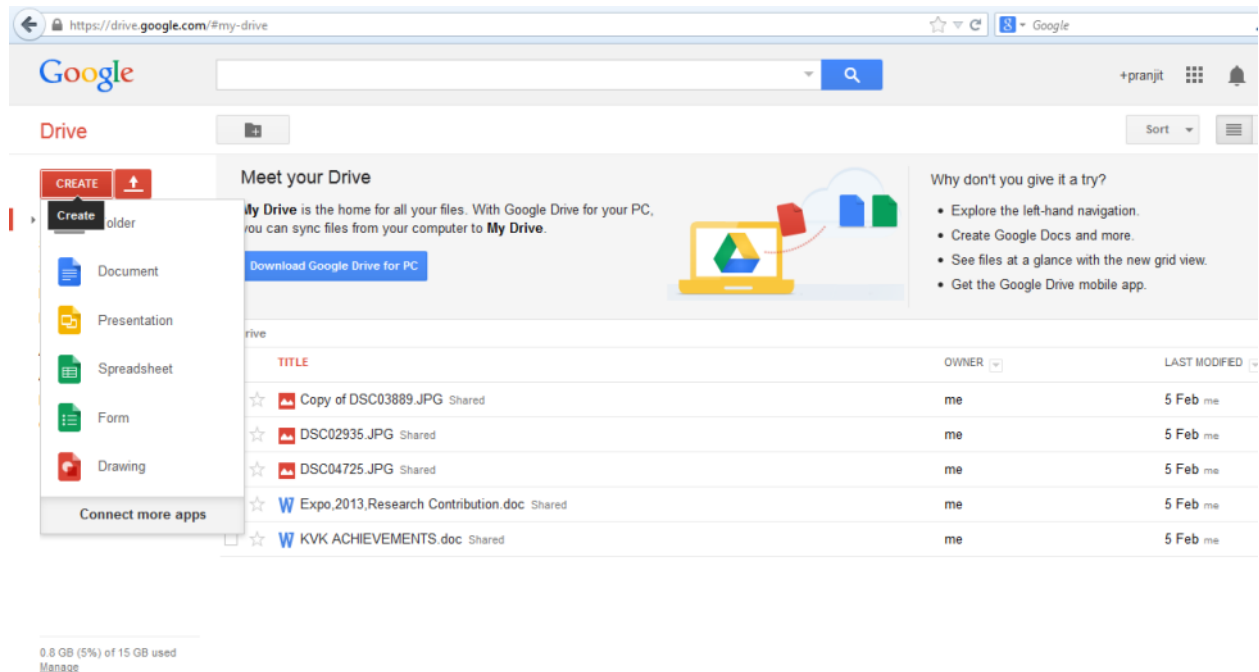 https://drive.google.com/#my-drive
Google
Google
+pranjit
Drive
Sort
CREATE
Create
older
Document
Presentation
Spreadsheet
Form
Drawing
Connect more apps
Meet your Drive
My Drive is the home for all your files. With Google Drive for your PC,
you can sync files from your computer to My Drive.
Download Google Drive for PC
Why don't you give it a try?
• Explore the left-hand navigation.
• Create Google Docs and more.
• See files at a glance with the new grid view.
• Get the Google Drive mobile app.
rive
TITLE OWNER LAST MODIFIED
Copy of DSC03889.JPG Shared me 5 Feb me
DSC02935.JPG Shared me 5 Feb me
DSC04725.JPG Shared me 5 Feb me
W Expo,2013,Research Contribution.doc Shared me 5 Feb me
W KVK ACHIEVEMENTS.doc Shared me 5 Feb me
0.8 GB (5%) of 15 GB used
Manage